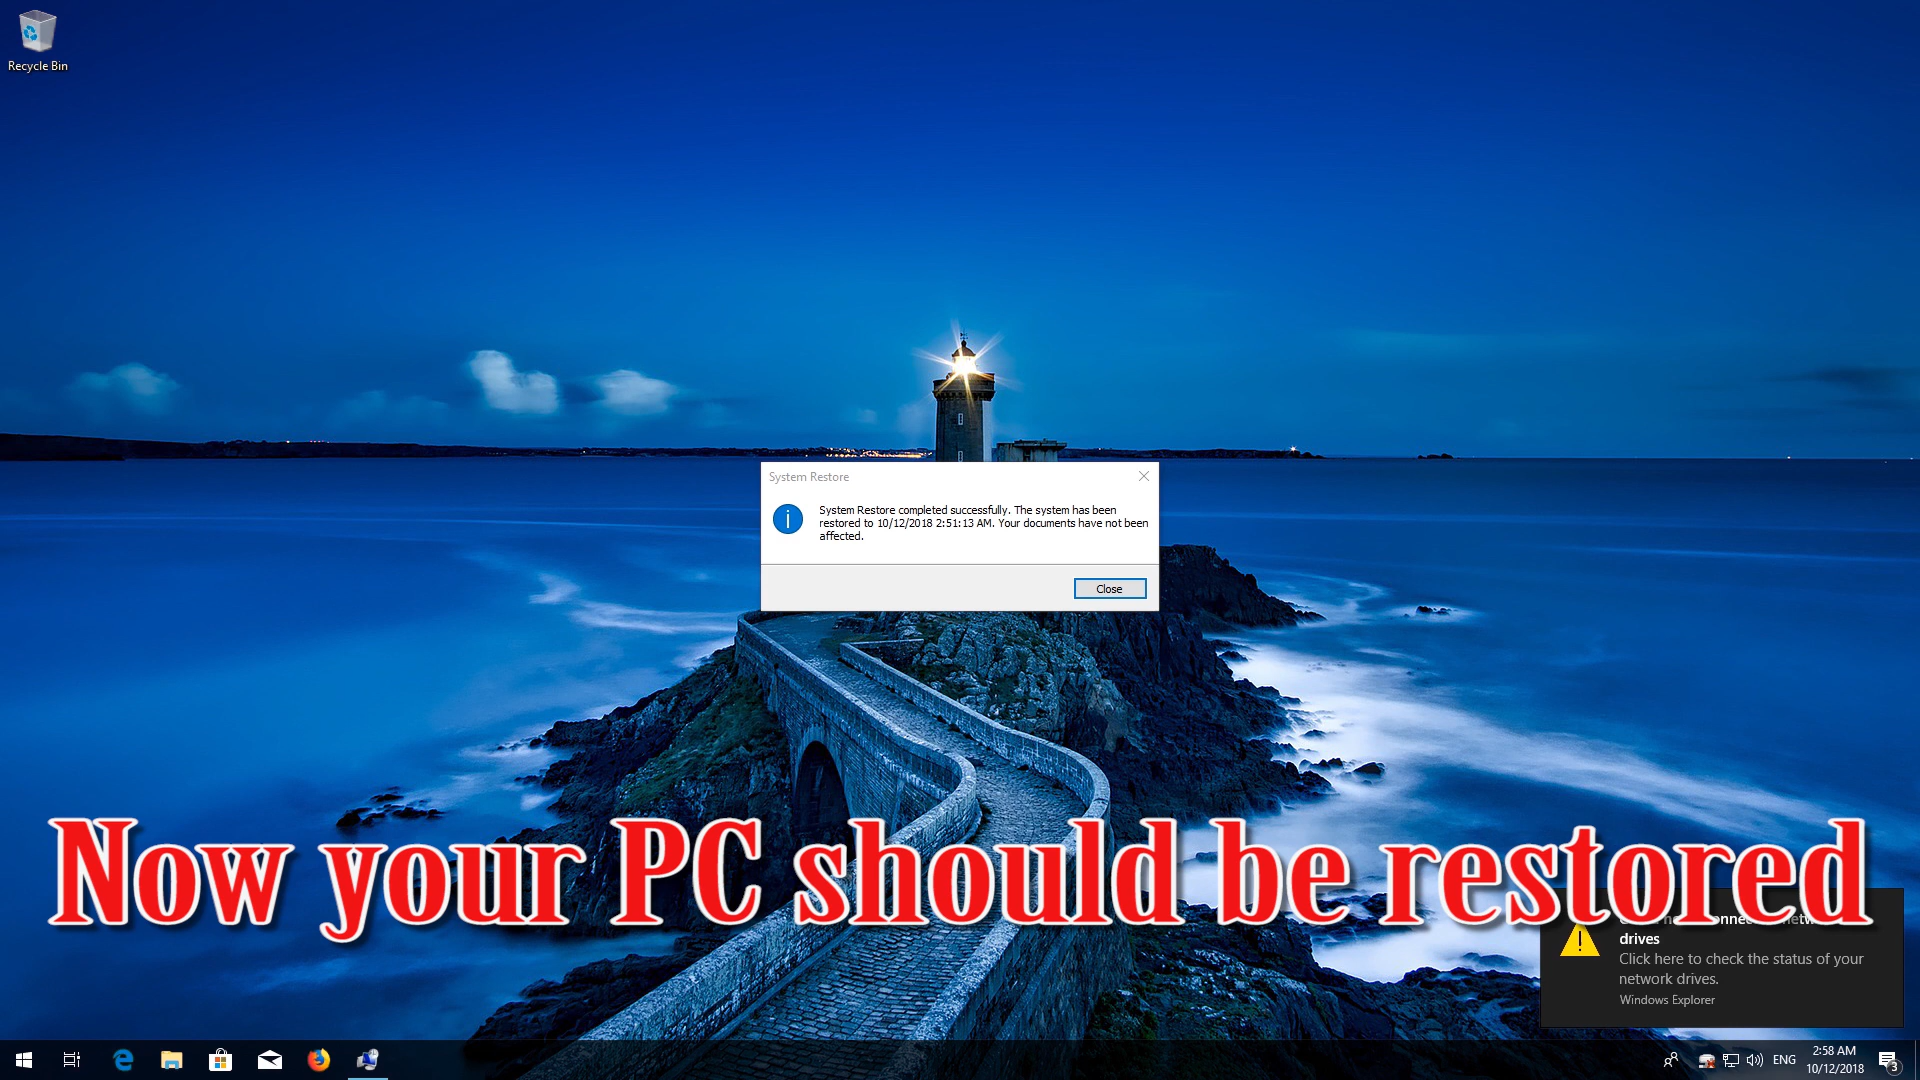 Recycle Bin
System Restore
System Restore completed successfully. The system has been
restored to 10/12/2018 2:51:13 AM. Your documents have not been
affected.
Close
Now your PC should be restored
drives
Click here to check the status of your
network drives.
Windows Explorer
ENG
2:58 AM
10/12/2018
3